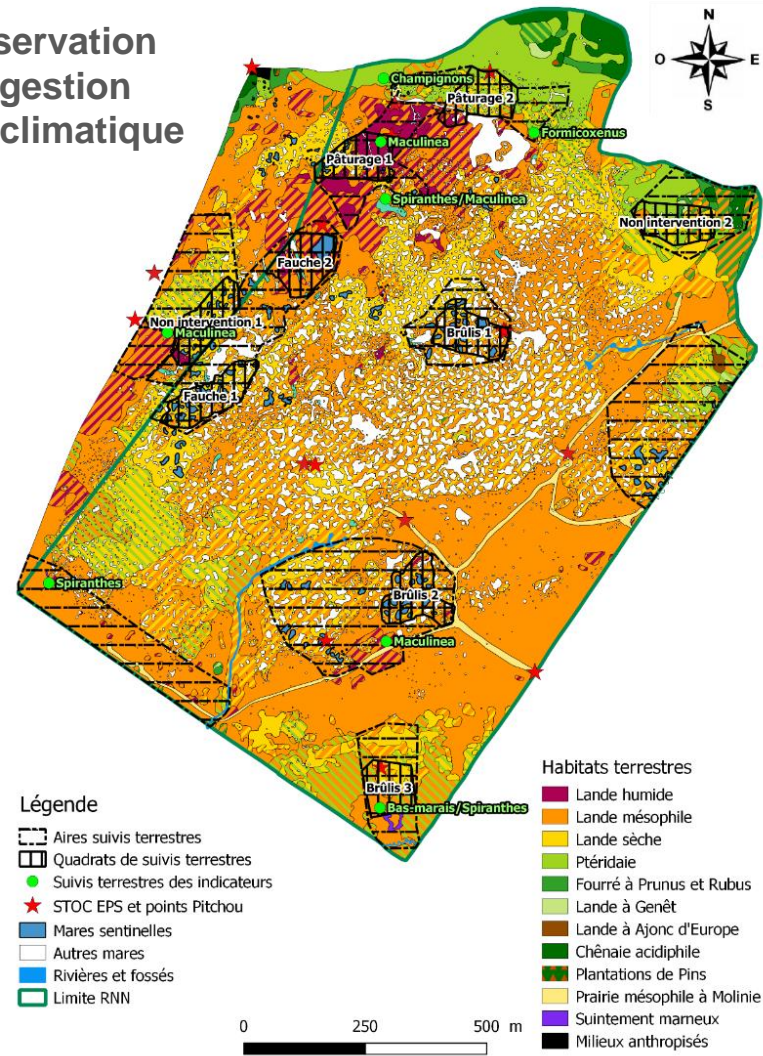 servation
gestion
climatique
N
O
E
S
Champignons
Pâturage 2
Formicoxenus
Maculinea
Pâturage 1
Spiranthes/Maculinea
Non intervention 2
Fauche 2
Non intervention 1
Maculinea
Brûlis 1
Fauche 1
Spiranthes
Brûlis 2
Maculinea
Brûlis 3
Bas-marais/Spiranthes
Légende
Aires suivis terrestres
Quadrats de suivis terrestres
Suivis terrestres des indicateurs
STOC EPS et points Pitchou
Mares sentinelles
Autres mares
Rivières et fossés
Limite RNN
Habitats terrestres
Lande humide
Lande mésophile
Lande sèche
Ptéridaie
Fourré à Prunus et Rubus
Lande à Genêt
Lande à Ajonc d'Europe
Chênaie acidiphile
Plantations de Pins
Prairie mésophile à Molinie
Suintement marneux
Milieux anthropisés
0 250 500 m